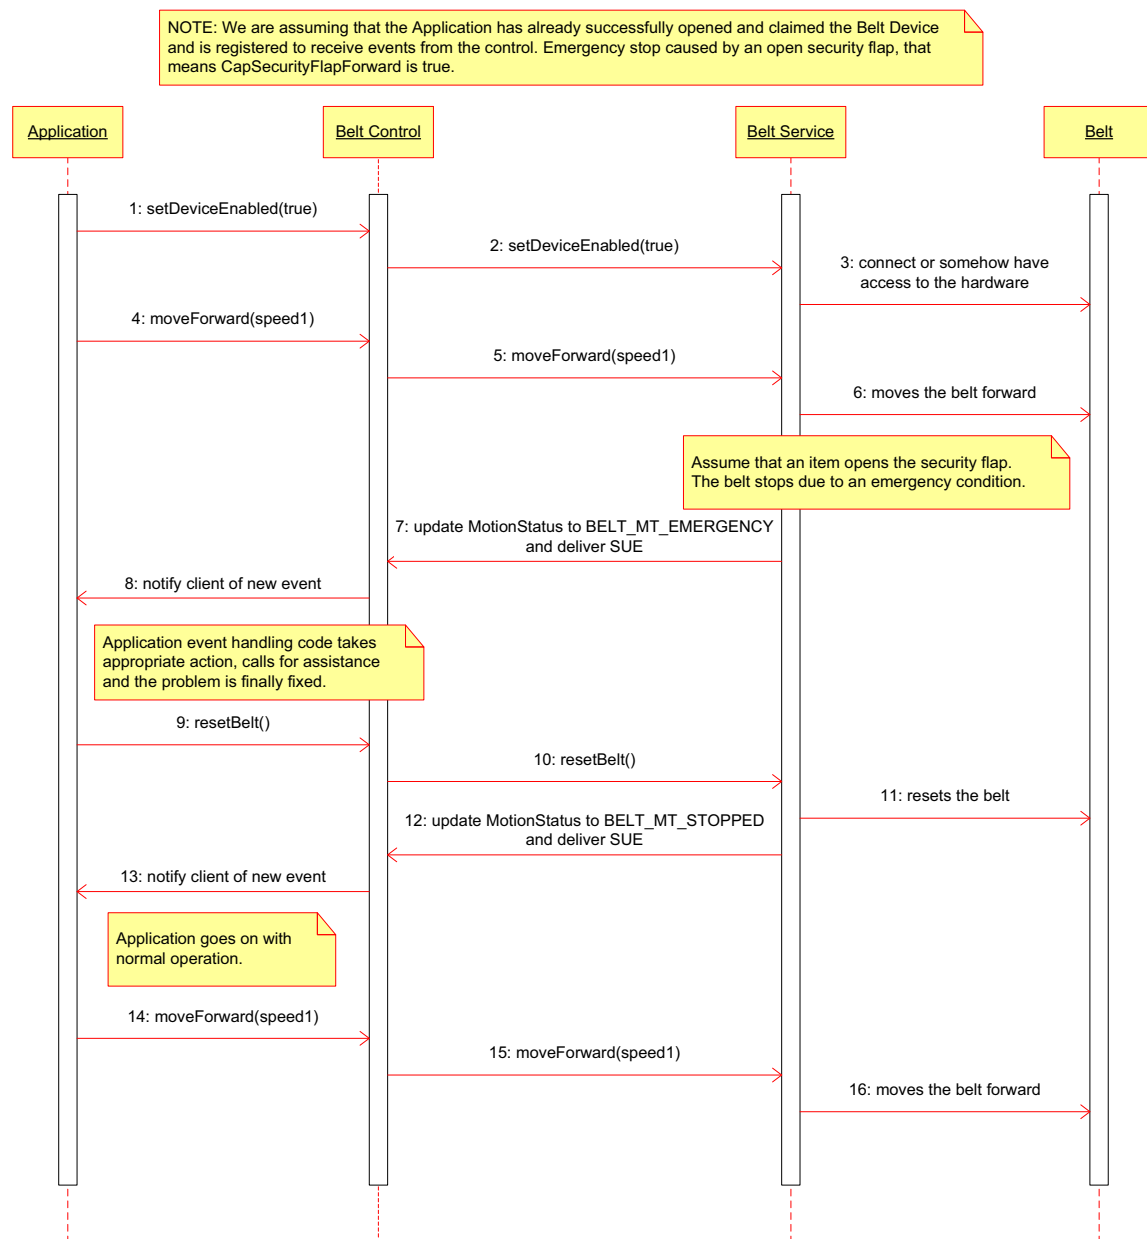 NOTE: We are assuming that the Application has already successfully opened and claimed the Belt Device
and is registered to receive events from the control. Emergency stop caused by an open security flap, that
means CapSecurityFlapForward is true.
Application
Belt Control
Belt Service
Belt
1: setDeviceEnabled(true)
2: setDeviceEnabled(true)
3: connect or somehow have
access to the hardware
4: moveForward(speed1)
5: moveForward(speed1)
6: moves the belt forward
Assume that an item opens the security flap.
The belt stops due to an emergency condition.
7: update MotionStatus to BELT_MT_EMERGENCY
and deliver SUE
8: notify client of new event
Application event handling code takes
appropriate action, calls for assistance
and the problem is finally fixed.
9: resetBelt()
10: resetBelt()
11: resets the belt
12: update MotionStatus to BELT_MT_STOPPED
and deliver SUE
13: notify client of new event
Application goes on with
normal operation.
14: moveForward(speed1)
15: moveForward(speed1)
16: moves the belt forward